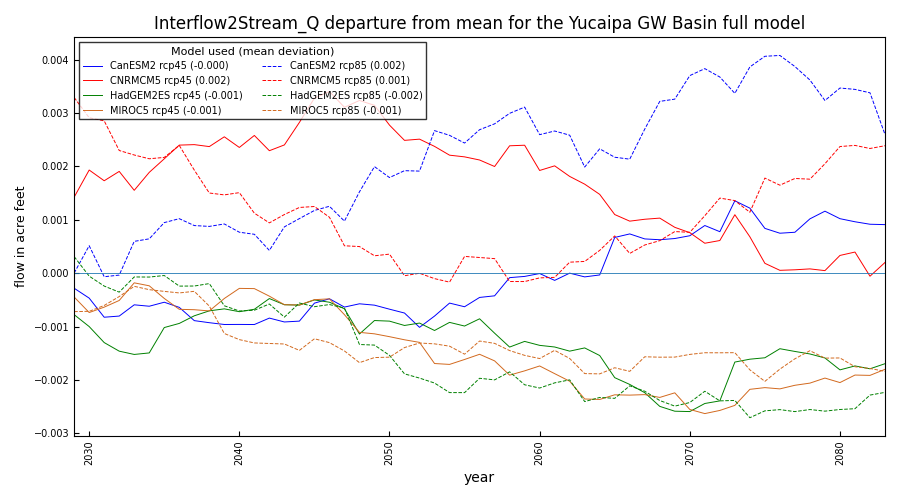 Interflow2Stream_Q departure from mean for the Yucaipa GW Basin full model
Model used (mean deviation)
CanESM2 rcp45 (-0.000) CanESM2 rcp85 (0.002)
CNRMCM5 rcp45 (0.002) CNRMCM5 rcp85 (0.001)
HadGEM2ES rcp45 (-0.001) HadGEM2ES rcp85 (-0.002)
MIROC5 rcp45 (-0.001) MIROC5 rcp85 (-0.001)
flow in acre feet
0.004
0.003
0.002
0.001
0.000
−0.001
−0.002
−0.003
2030 2040 2050 2060 2070 2080
year